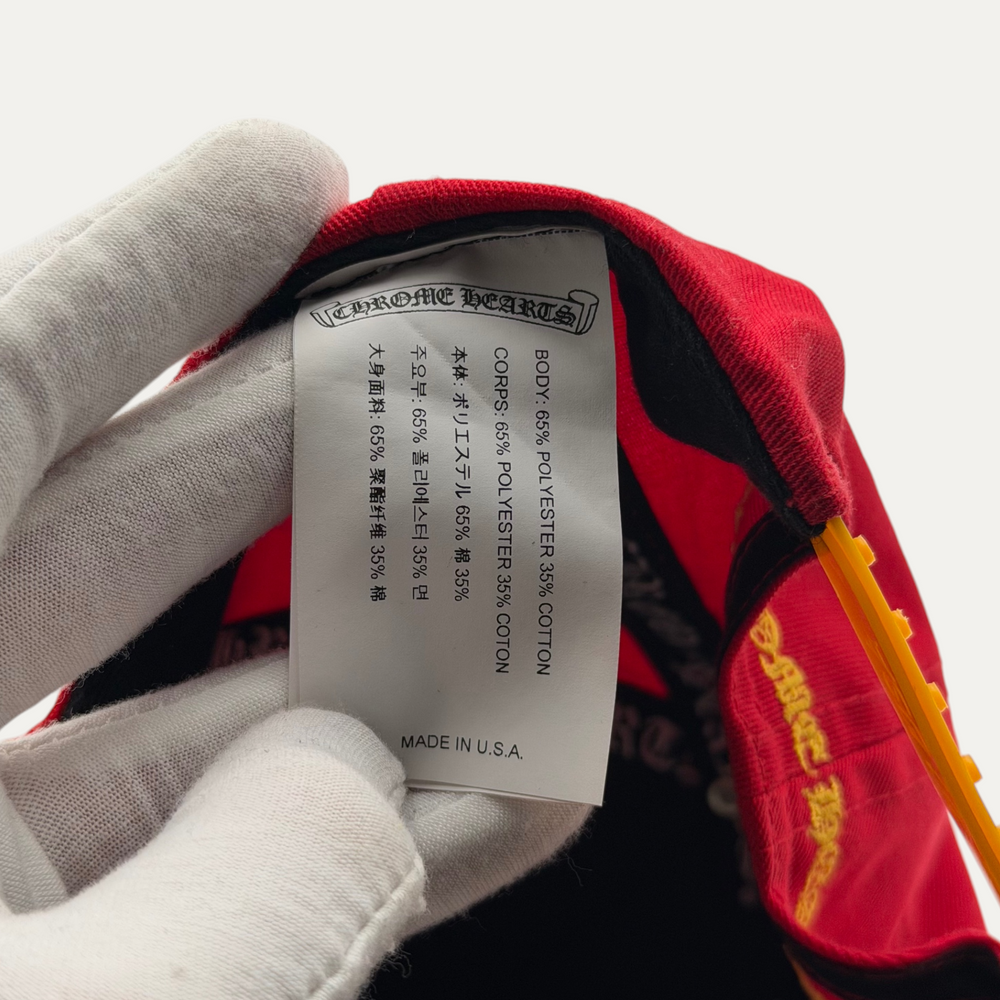 CHROME HEARTS
BODY: 65% POLYESTER 35% COTTON
CORPS: 65% POLYESTER 35% COTON
本体: ポリエステル 65% 棉 35%
주요부: 65% 폴리에스터 35% 면
大身面料: 65% 聚酯纤维 35% 棉
MADE IN U.S.A.